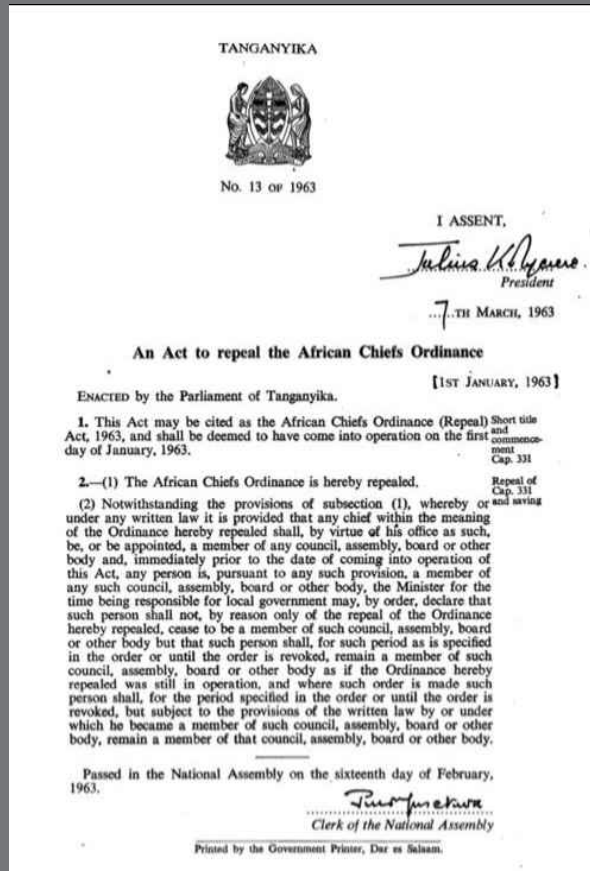 TANGANYIKA
No. 13 OF 1963
I ASSENT,
Julius K. Nyerere.
President
7TH MARCH, 1963
An Act to repeal the African Chiefs Ordinance
[1ST JANUARY, 1963]
ENACTED by the Parliament of Tanganyika.
1. This Act may be cited as the African Chiefs Ordinance (Repeal)
Act, 1963, and shall be deemed to have come into operation on the first
day of January, 1963.
Short title
and
commence-
ment
Cap. 331
2.—(1) The African Chiefs Ordinance is hereby repealed.
Repeal of
Cap. 331
and saving
(2) Notwithstanding the provisions of subsection (1), whereby or
under any written law it is provided that any chief within the meaning
of the Ordinance hereby repealed shall, by virtue of his office as such,
be, or be appointed, a member of any council, assembly, board or other
body and, immediately prior to the date of coming into operation of
this Act, any person is, pursuant to any such provision, a member of
any such council, assembly, board or other body, the Minister for the
time being responsible for local government may, by order, declare that
such person shall not, by reason only of the repeal of the Ordinance
hereby repealed, cease to be a member of such council, assembly, board
or other body but that such person shall, for such period as is specified
in the order or until the order is revoked, remain a member of such
council, assembly, board or other body as if the Ordinance hereby
repealed was still in operation, and where such order is made such
person shall, for the period specified in the order or until the order is
revoked, but subject to the provisions of the written law by or under
which he became a member of such council, assembly, board or other
body, remain a member of that council, assembly, board or other body.
Passed in the National Assembly on the sixteenth day of February,
1963.
Clerk of the National Assembly
Printed by the Government Printer, Dar es Salaam.